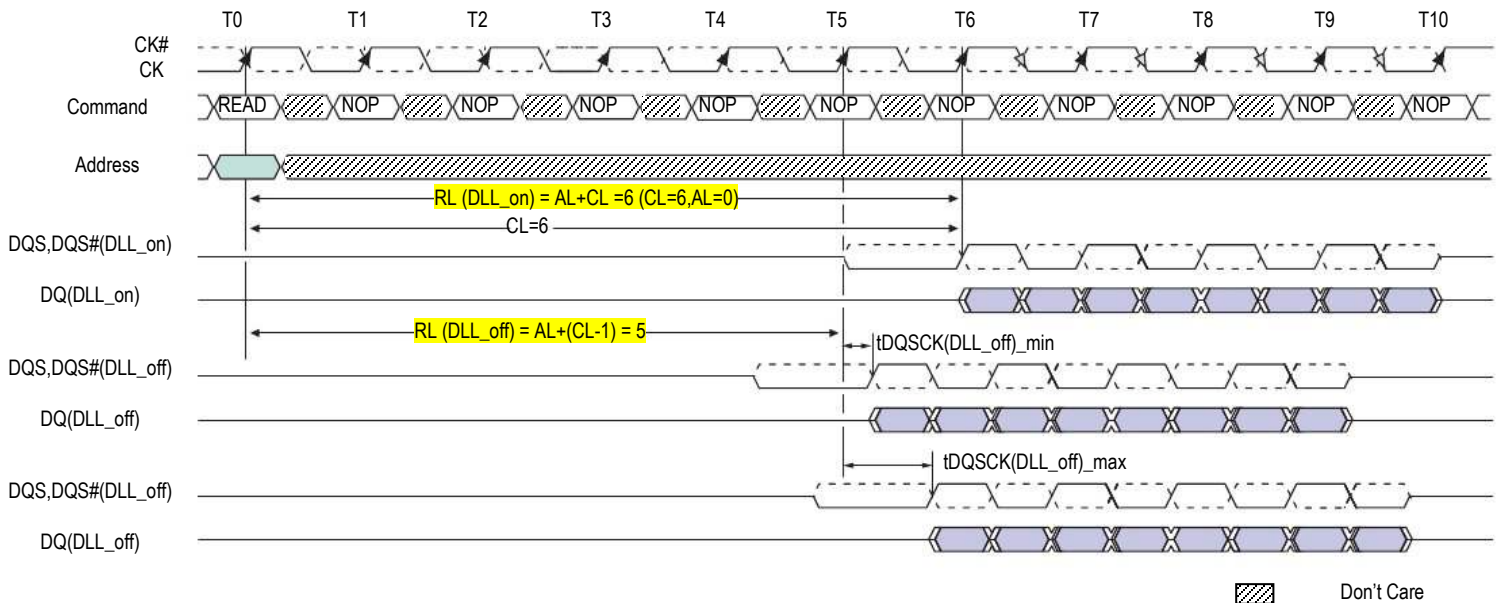 T0 T1 T2 T3 T4 T5 T6 T7 T8 T9 T10
CK#
CK
Command READ NOP NOP NOP NOP NOP NOP NOP NOP NOP NOP
Address
RL (DLL_on) = AL+CL =6 (CL=6,AL=0)
CL=6
DQS,DQS#(DLL_on)
DQ(DLL_on)
RL (DLL_off) = AL+(CL-1) = 5
tDQSCK(DLL_off)_min
DQS,DQS#(DLL_off)
DQ(DLL_off)
tDQSCK(DLL_off)_max
DQS,DQS#(DLL_off)
DQ(DLL_off)
Don't Care